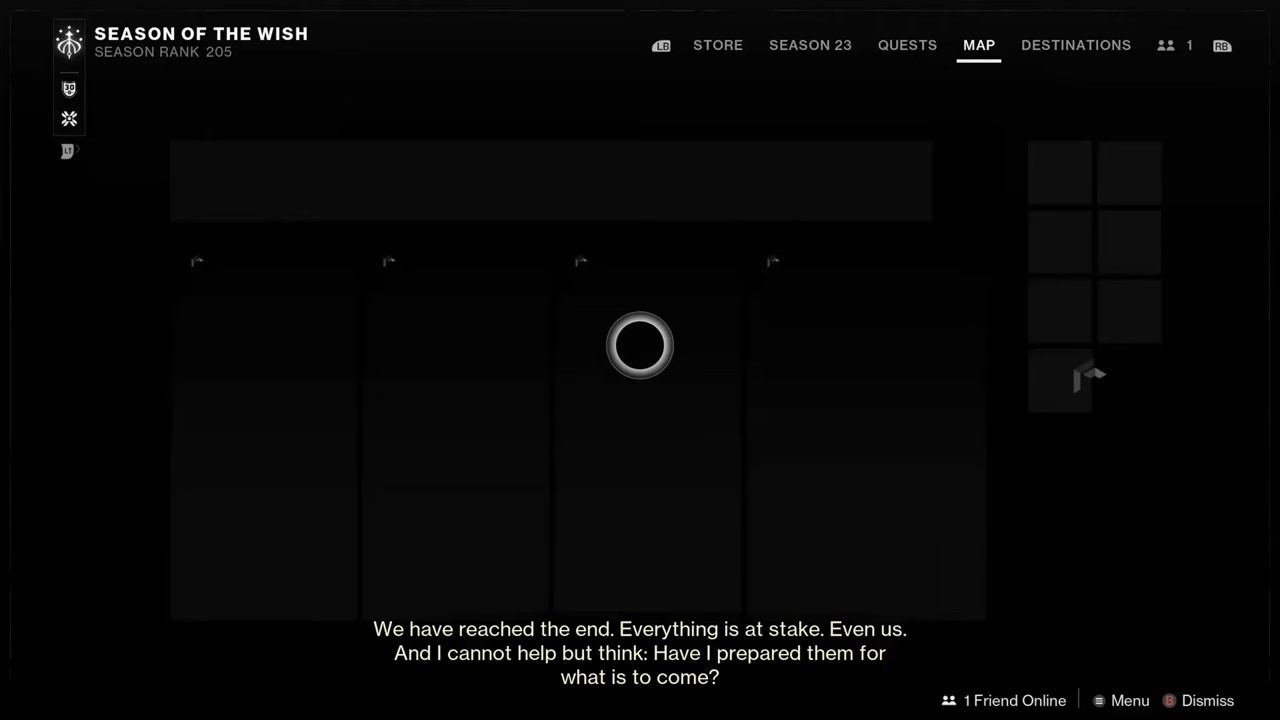 SEASON OF THE WISH
SEASON RANK 205
LB STORE SEASON 23 QUESTS MAP DESTINATIONS 1 RB
30
LT
We have reached the end. Everything is at stake. Even us.
And I cannot help but think: Have I prepared them for
what is to come?
1 Friend Online Menu B Dismiss